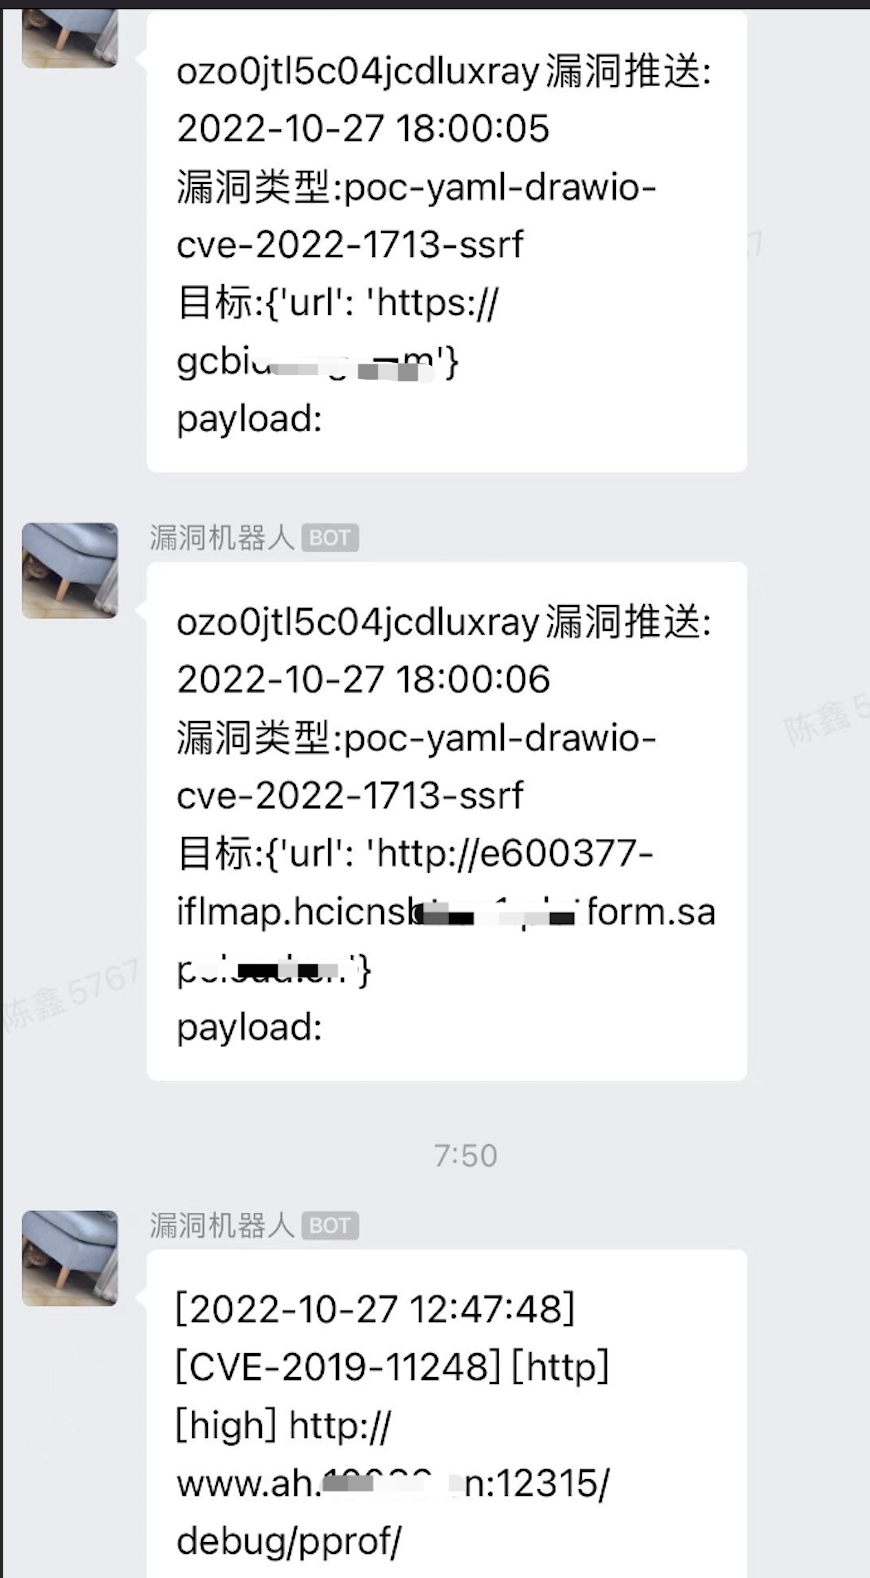 ozo0jtl5c04jcdluxray漏洞推送:
2022-10-27 18:00:05
漏洞类型:poc-yaml-drawio-
cve-2022-1713-ssrf
目标:{'url': 'https://
gcbi m'}
payload:
漏洞机器人 BOT
ozo0jtl5c04jcdluxray漏洞推送:
2022-10-27 18:00:06
漏洞类型:poc-yaml-drawio-
cve-2022-1713-ssrf
目标:{'url': 'http://e600377-
iflmap.hcicnsb form.sa
p '}
payload:
陈鑫 5
陈鑫 5767
7:50
漏洞机器人 BOT
[2022-10-27 12:47:48]
[CVE-2019-11248] [http]
[high] http://
www.ah. n:12315/
debug/pprof/